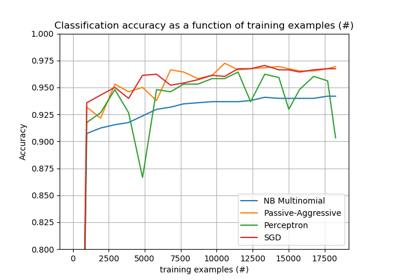 Classification accuracy as a function of training examples (#)
1.000
0.975
0.950
0.925
0.900
0.875
0.850
0.825
0.800
Accuracy
NB Multinomial
Passive-Aggressive
Perceptron
SGD
0 2500 5000 7500 10000 12500 15000 17500
training examples (#)